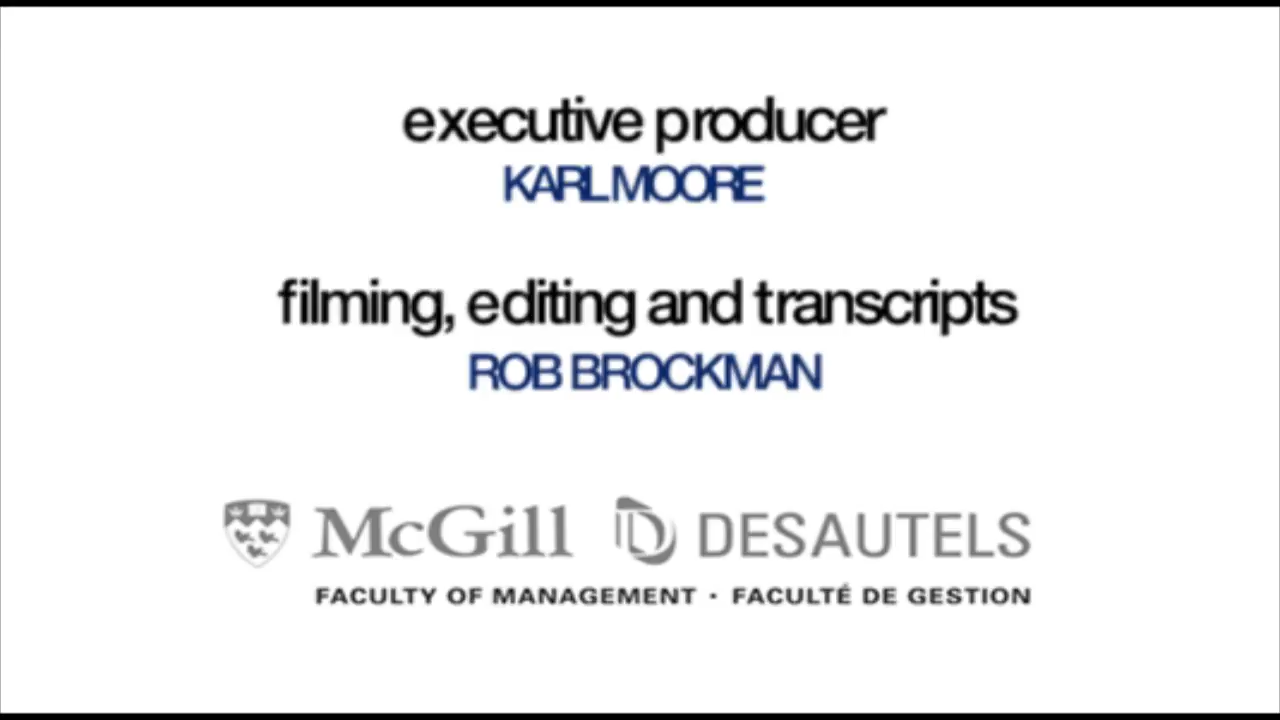 executive producer
KARL MOORE
filming, editing and transcripts
ROB BROCKMAN
McGill DESAUTELS
FACULTY OF MANAGEMENT • FACULTÉ DE GESTION